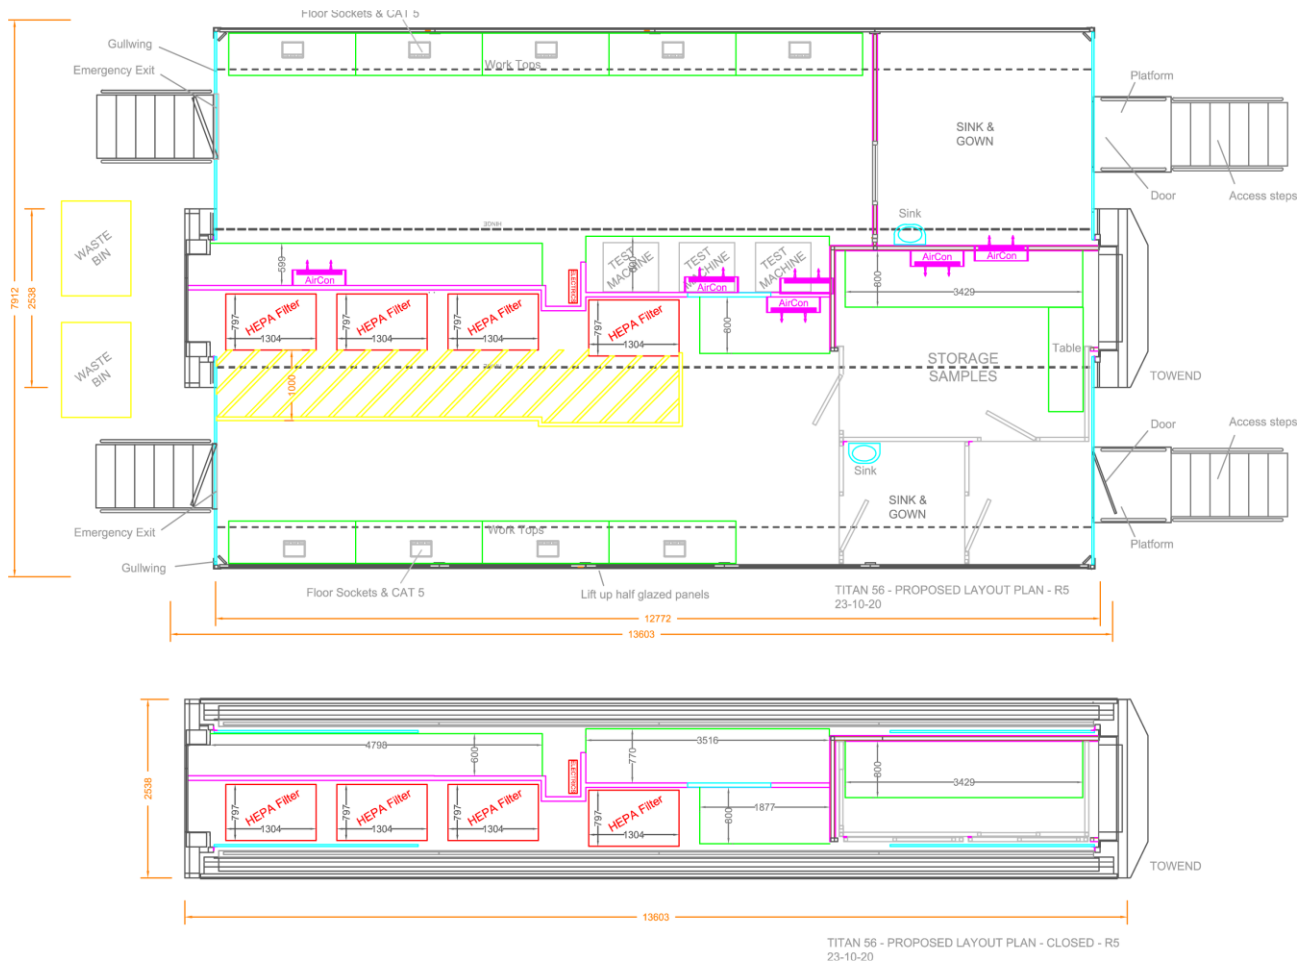 Floor Sockets & CAT 5
Gullwing
Emergency Exit
Work Tops
Platform
SINK &
GOWN
Door
Access steps
Sink
WASTE
BIN
599
TEST
MACHINE
TEST
MACHINE
TEST
MACHINE
AirCon
AirCon
AirCon
AirCon
AirCon
ELECTRICS
7912
2538
HEPA Filter
797
1304
HEPA Filter
797
1304
HEPA Filter
797
1304
HEPA Filter
797
1304
600
600
3429
STORAGE
SAMPLES
Table
TOWEND
WASTE
BIN
1000
Sink
SINK &
GOWN
Door
Access steps
Platform
Emergency Exit
Gullwing
Work Tops
Floor Sockets & CAT 5
Lift up half glazed panels
TITAN 56 - PROPOSED LAYOUT PLAN - R5
23-10-20
12772
13603
4798
600
3516
770
ELECTRICS
600
3429
2538
HEPA Filter
797
1304
HEPA Filter
797
1304
HEPA Filter
797
1304
HEPA Filter
797
1304
1877
600
TOWEND
13603
TITAN 56 - PROPOSED LAYOUT PLAN - CLOSED - R5
23-10-20